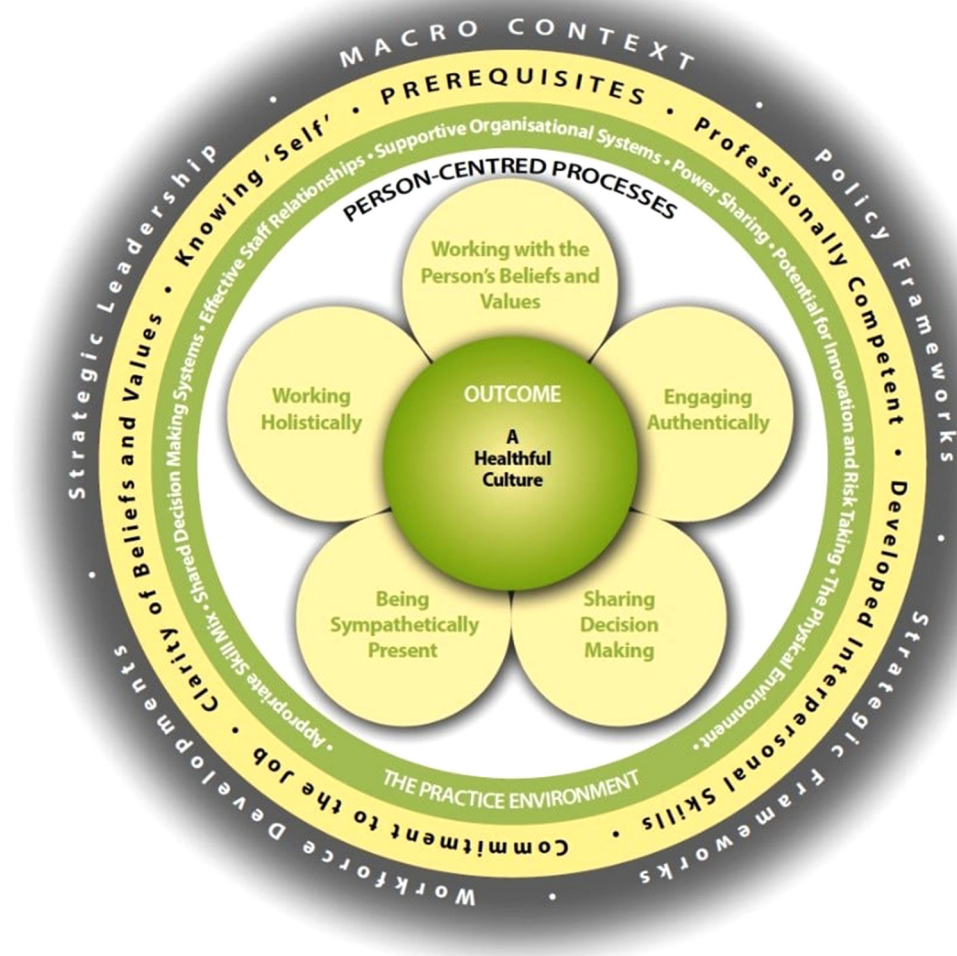 MACRO CONTEXT
• Policy Frameworks • Strategic Frameworks • Workforce Developments • Strategic Leadership •
PREREQUISITES
• Professionally Competent • Developed Interpersonal Skills • Commitment to the Job • Clarity of Beliefs and Values • Knowing ‘Self’ •
THE PRACTICE ENVIRONMENT
• Appropriate Skill Mix • Shared Decision Making Systems • Effective Staff Relationships • Supportive Organisational Systems • Power Sharing • Potential for Innovation and Risk Taking • The Physical Environment •
PERSON-CENTRED PROCESSES
Working with the
Person’s Beliefs and
Values
Engaging
Authentically
Sharing
Decision
Making
Being
Sympathetically
Present
Working
Holistically
OUTCOME
A
Healthful
Culture